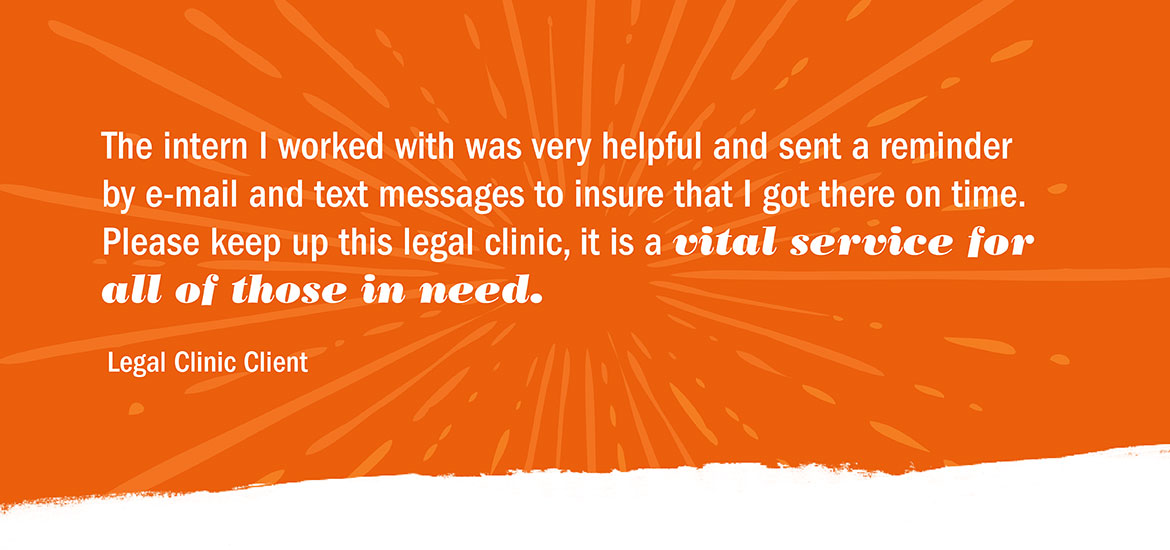 The intern I worked with was very helpful and sent a reminder
by e-mail and text messages to insure that I got there on time.
Please keep up this legal clinic, it is a vital service for
all of those in need.
Legal Clinic Client